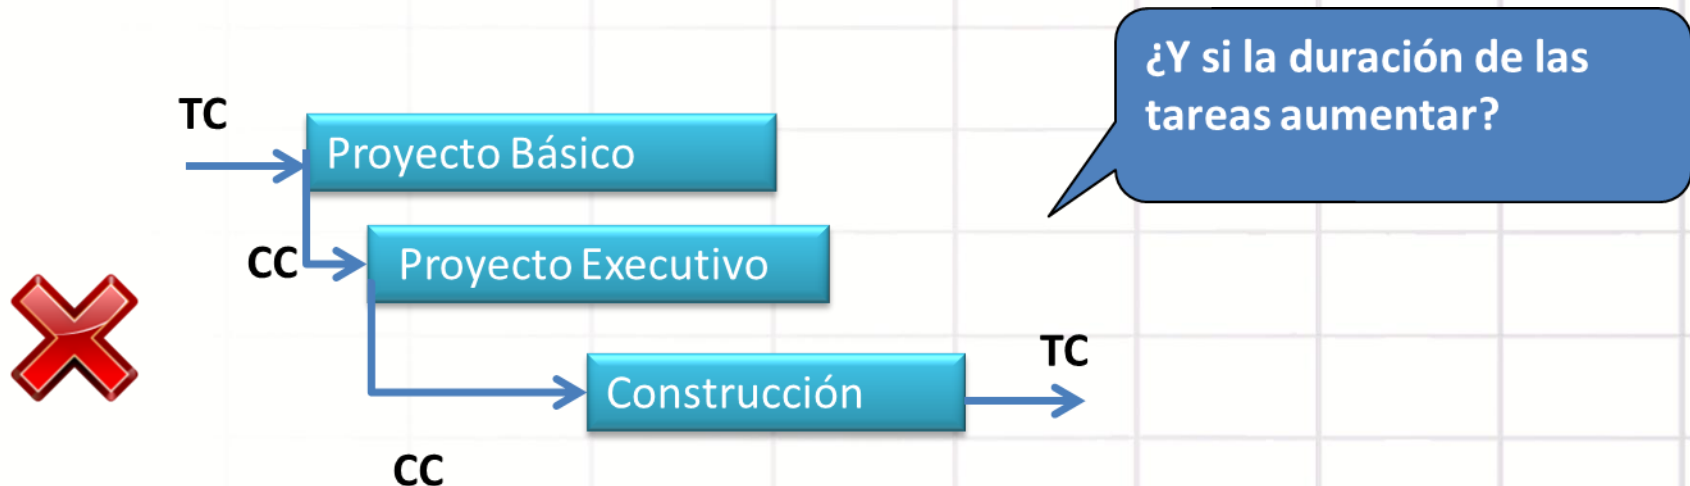 ¿Y si la duración de las
tareas aumentar?
TC
Proyecto Básico
CC
Proyecto Executivo
TC
Construcción
CC